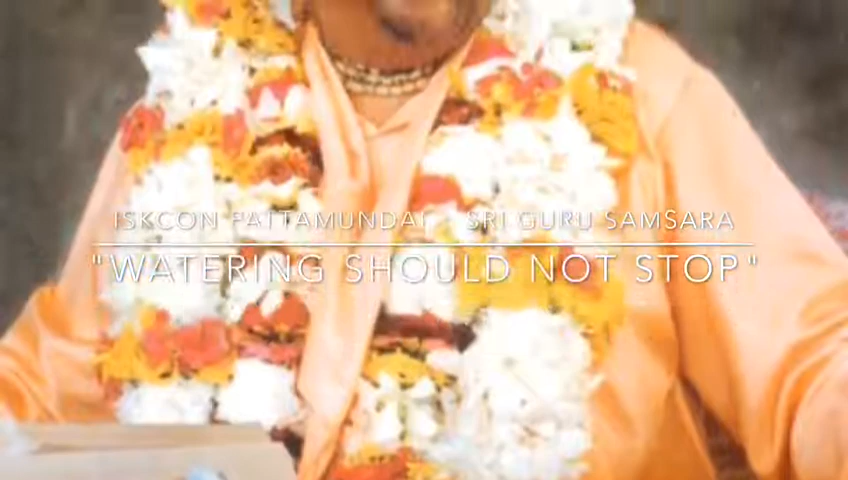 ISKCON PATTAMUNDAI SRI GURU SAMSARA
"WATERING SHOULD NOT STOP"